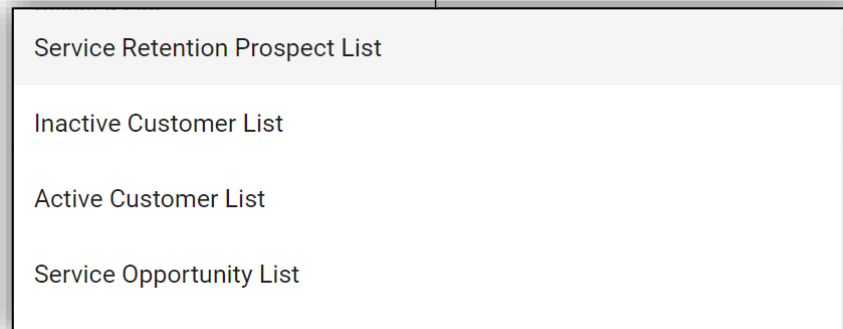 Service Retention Prospect List
Inactive Customer List
Active Customer List
Service Opportunity List